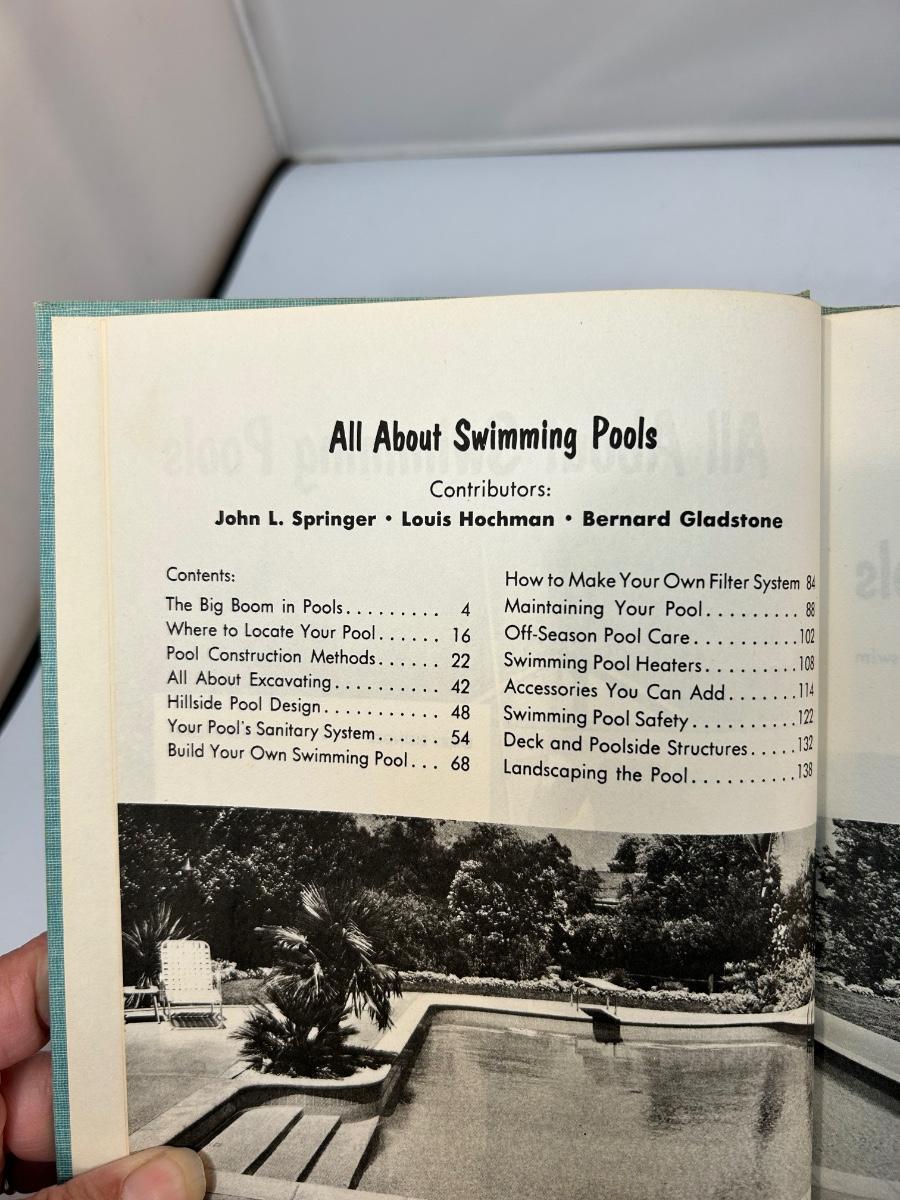 All About Swimming Pools
Contributors:
John L. Springer • Louis Hochman • Bernard Gladstone
Contents:
The Big Boom in Pools......... 4
Where to Locate Your Pool...... 16
Pool Construction Methods...... 22
All About Excavating.......... 42
Hillside Pool Design........... 48
Your Pool's Sanitary System...... 54
Build Your Own Swimming Pool... 68
How to Make Your Own Filter System 84
Maintaining Your Pool......... 88
Off-Season Pool Care..........102
Swimming Pool Heaters.........108
Accessories You Can Add.......114
Swimming Pool Safety..........122
Deck and Poolside Structures.....132
Landscaping the Pool..........138